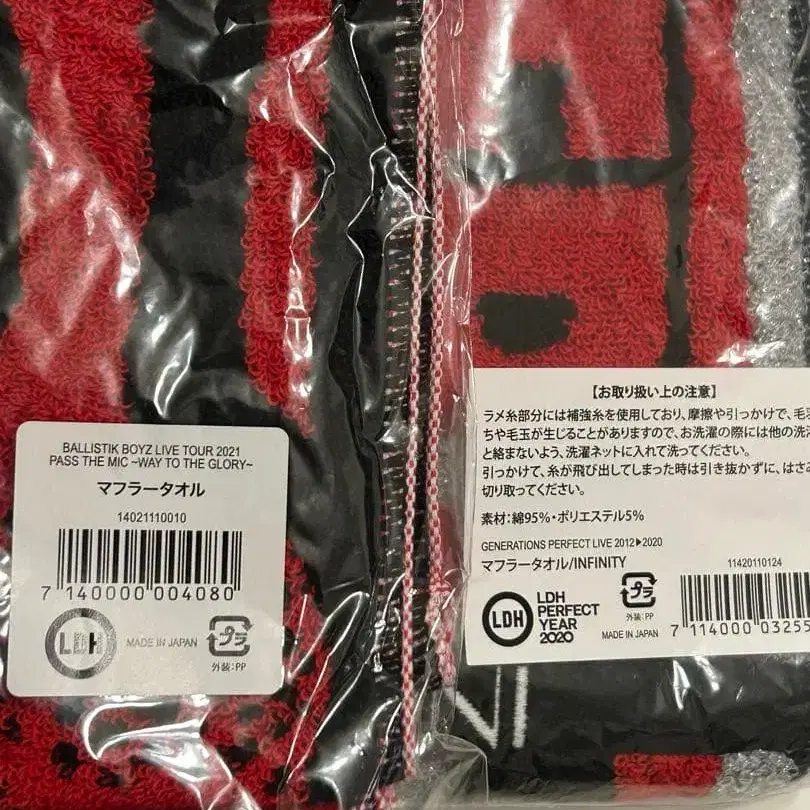 BALLISTIK BOYZ LIVE TOUR 2021
PASS THE MIC ~WAY TO THE GLORY~
マフラータオル
14021110010
7 140000 004080
LDH
MADE IN JAPAN
プラ
外装:PP
【お取り扱い上の注意】
ラメ糸部分には補強糸を使用しており、摩擦や引っかけで、毛
ちや毛玉が生じることがありますので、お洗濯の際には他の洗
と絡まないよう、洗濯ネットに入れて洗ってください。
引っかけて、糸が飛び出してしまった時は引き抜かずに、はさ
切り取ってください。
素材:綿95%・ポリエステル5%
GENERATIONS PERFECT LIVE 2012▶2020
マフラータオル/INFINITY
11420110124
LDH
LDH
PERFECT
YEAR
2020
プラ
外装:PP
MADE IN JAPAN
7 114000 03255